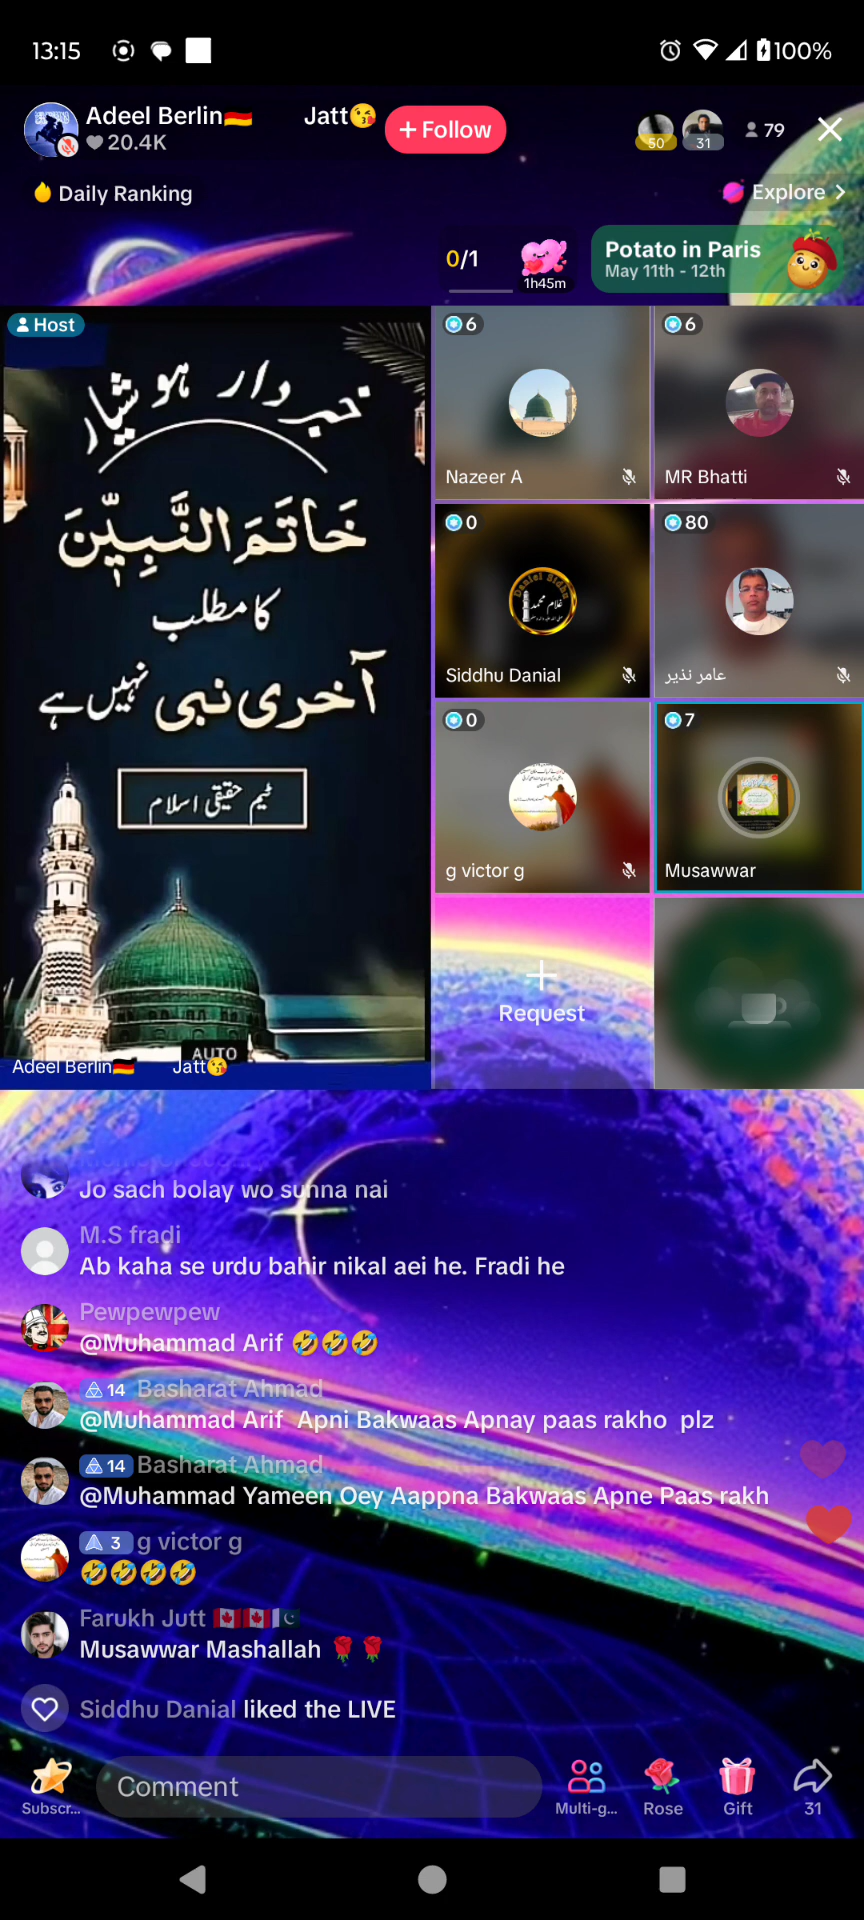 13:15
100%
Adeel Berlin🇩🇪 Jatt😘
20.4K
+ Follow
50
31
79
Daily Ranking
Explore >
0/1
1h45m
Potato in Paris
May 11th - 12th
Host
خبردار ہوشیار
خَاتَمَ النَّبِيّٖنَ
کا مطلب
آخری نبی نہیں ہے
ٹیم حقیقی اسلام
AUTO
Adeel Berlin🇩🇪 Jatt😘
6
Nazeer A
6
MR Bhatti
0
Daniel Sidhu
غلام محمد
Siddhu Danial
80
عامر نذیر
0
g victor g
7
Musawwar
+
Request
Jo sach bolay wo sunna nai
M.S fradi
Ab kaha se urdu bahir nikal aei he. Fradi he
Pewpewpew
@Muhammad Arif 🤣🤣🤣
14 Basharat Ahmad
@Muhammad Arif Apni Bakwaas Apnay paas rakho plz
14 Basharat Ahmad
@Muhammad Yameen Oey Aappna Bakwaas Apne Paas rakh
3 g victor g
🤣🤣🤣🤣
Farukh Jutt 🇨🇦🇨🇦🇵🇰
Musawwar Mashallah 🌹🌹
Siddhu Danial liked the LIVE
Subscr...
Comment
Multi-g...
Rose
Gift
31